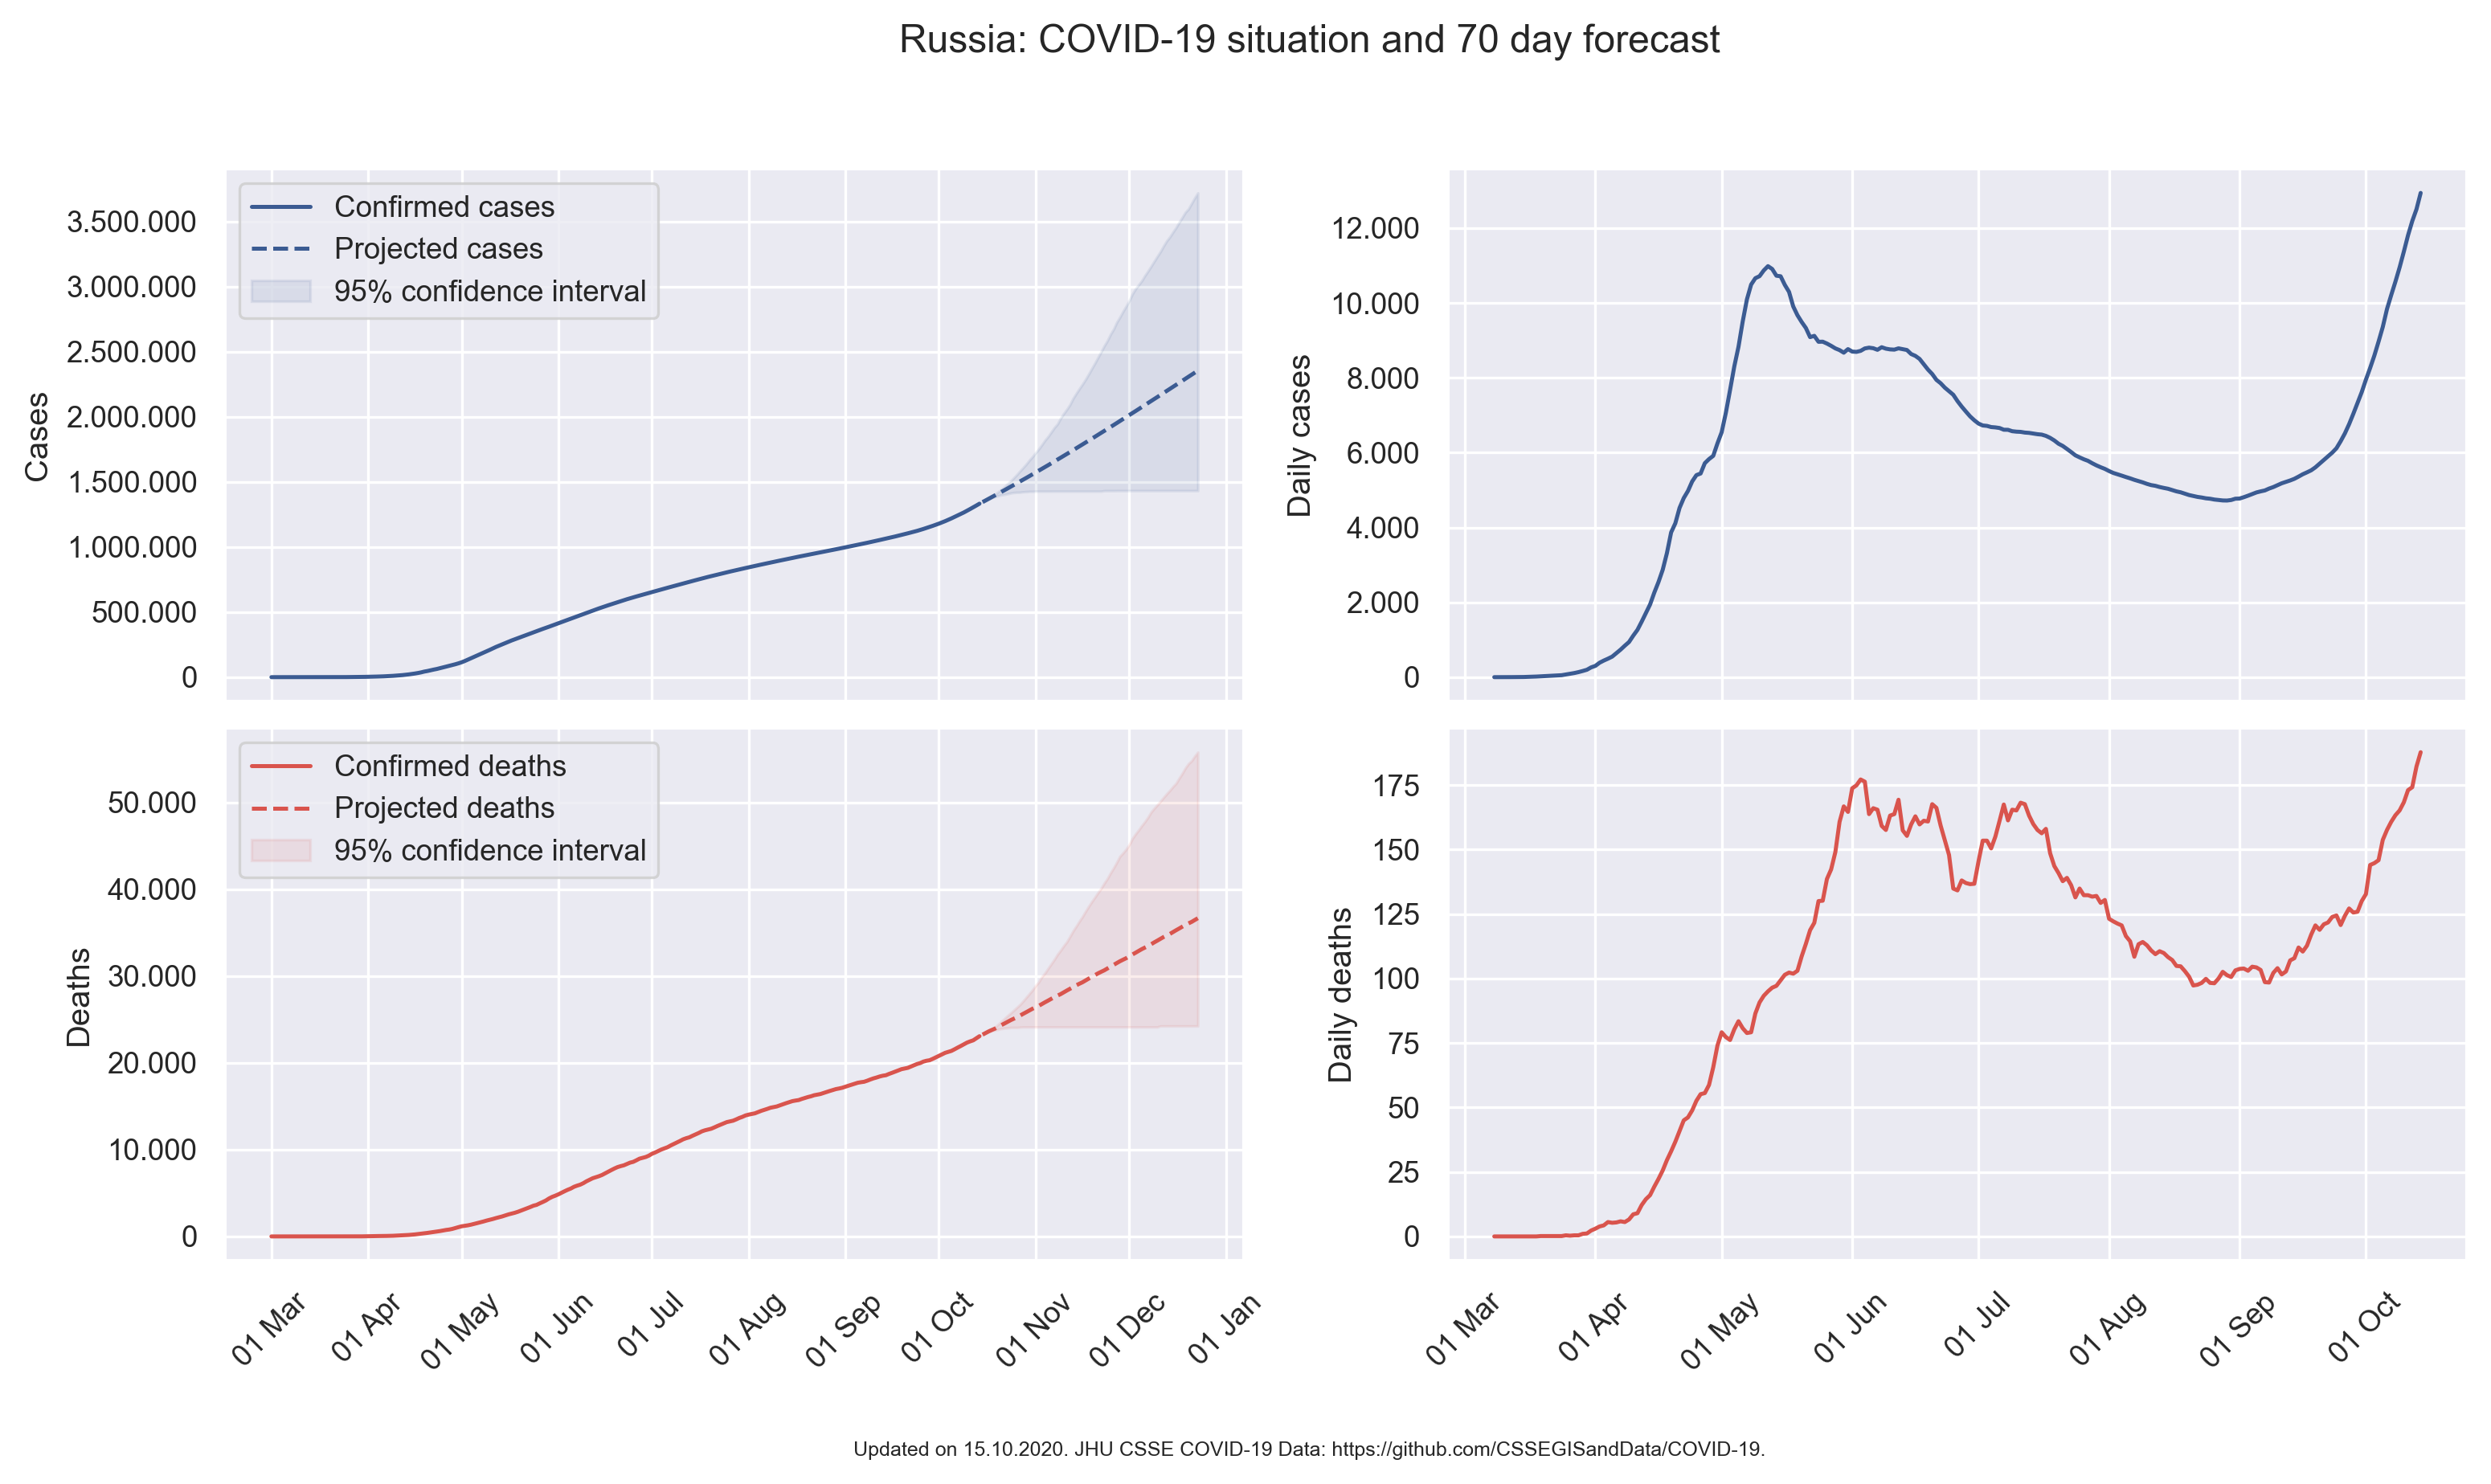 Russia: COVID-19 situation and 70 day forecast
Confirmed cases
Projected cases
95% confidence interval
Cases
3.500.000
3.000.000
2.500.000
2.000.000
1.500.000
1.000.000
500.000
0
Daily cases
12.000
10.000
8.000
6.000
4.000
2.000
0
Confirmed deaths
Projected deaths
95% confidence interval
Deaths
50.000
40.000
30.000
20.000
10.000
0
01 Mar
01 Apr
01 May
01 Jun
01 Jul
01 Aug
01 Sep
01 Oct
01 Nov
01 Dec
01 Jan
Daily deaths
175
150
125
100
75
50
25
0
01 Mar
01 Apr
01 May
01 Jun
01 Jul
01 Aug
01 Sep
01 Oct
Updated on 15.10.2020. JHU CSSE COVID-19 Data: https://github.com/CSSEGISandData/COVID-19.